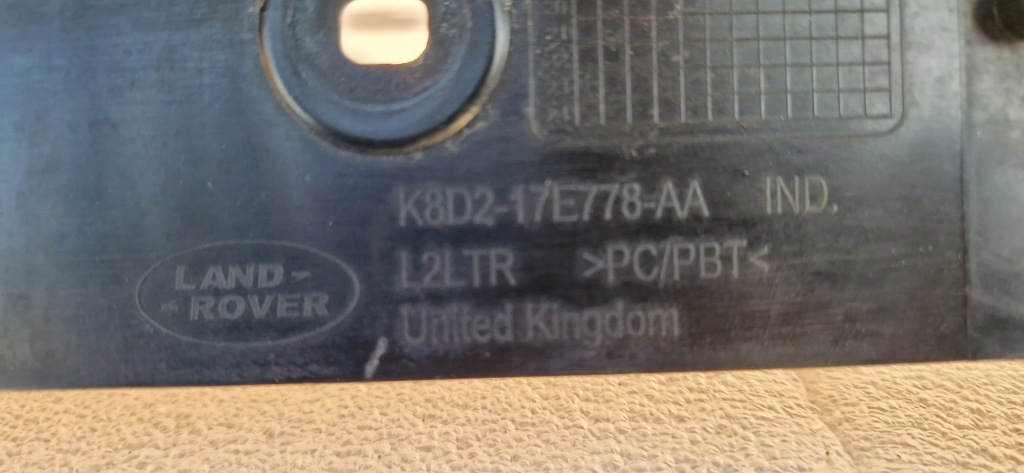 K8D2-17E778-AA IND.
L2LTR >PC/PBT<
United Kingdom
LAND-
-ROVER